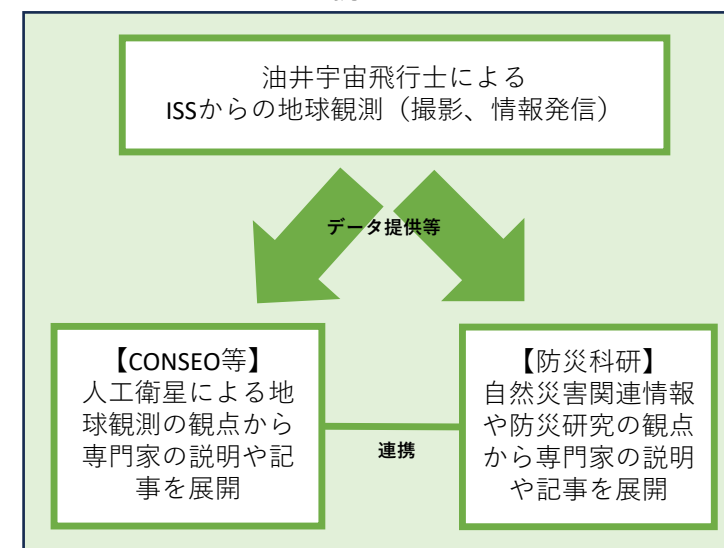 油井宇宙飛行士による
ISSからの地球観測（撮影、情報発信）
データ提供等
【CONSEO等】
人工衛星による地
球観測の観点から
専門家の説明や記
事を展開
連携
【防災科研】
自然災害関連情報
や防災研究の観点
から専門家の説明
や記事を展開